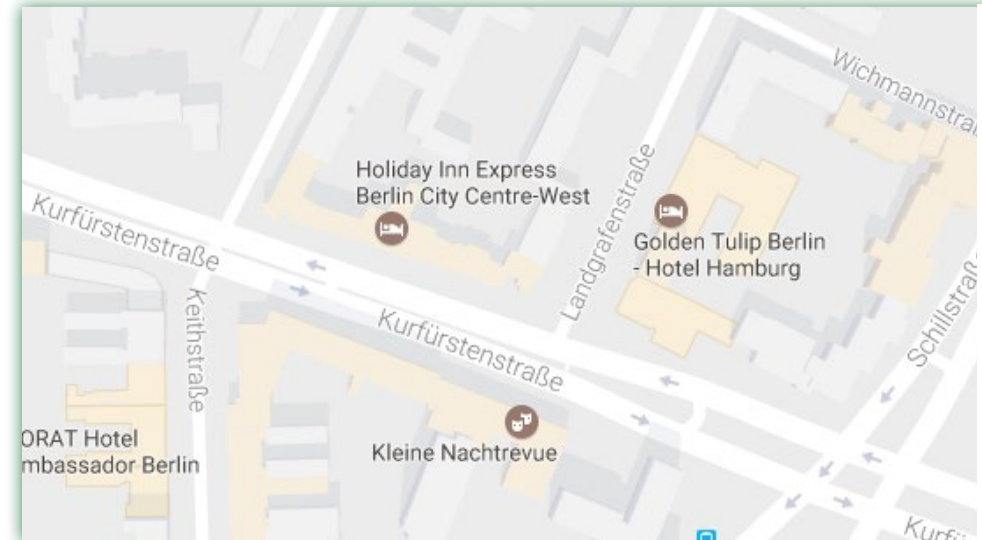 Wichmannstraß
Holiday Inn Express
Berlin City Centre-West
Kurfürstenstraße
Landgrafenstraße
Golden Tulip Berlin
- Hotel Hamburg
Keithstraße
Kurfürstenstraße
Schillstraß
ORAT Hotel
mbassador Berlin
Kleine Nachtrevue
Kurfü